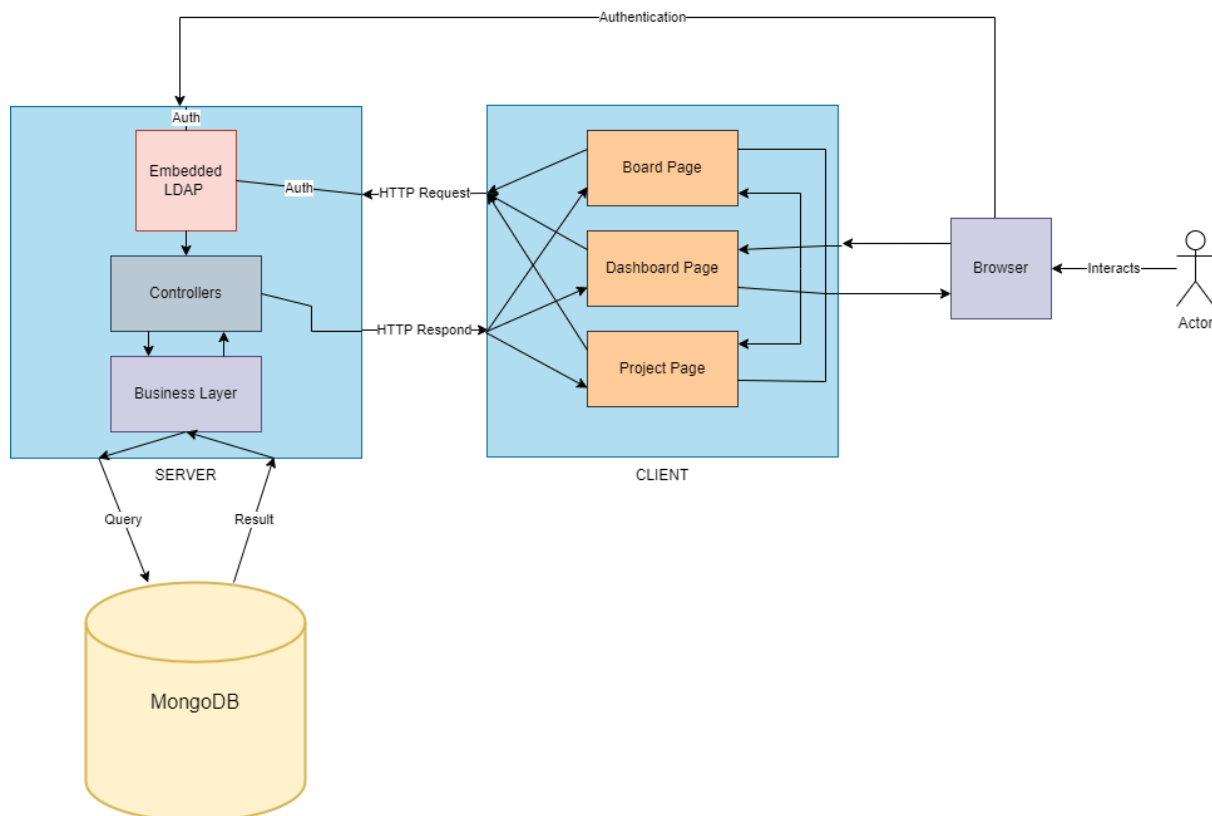 Authentication
Auth
Embedded
LDAP
Auth
HTTP Request
Board Page
Dashboard Page
Browser
Interacts
Actor
Controllers
HTTP Respond
Project Page
Business Layer
SERVER
CLIENT
Query
Result
MongoDB